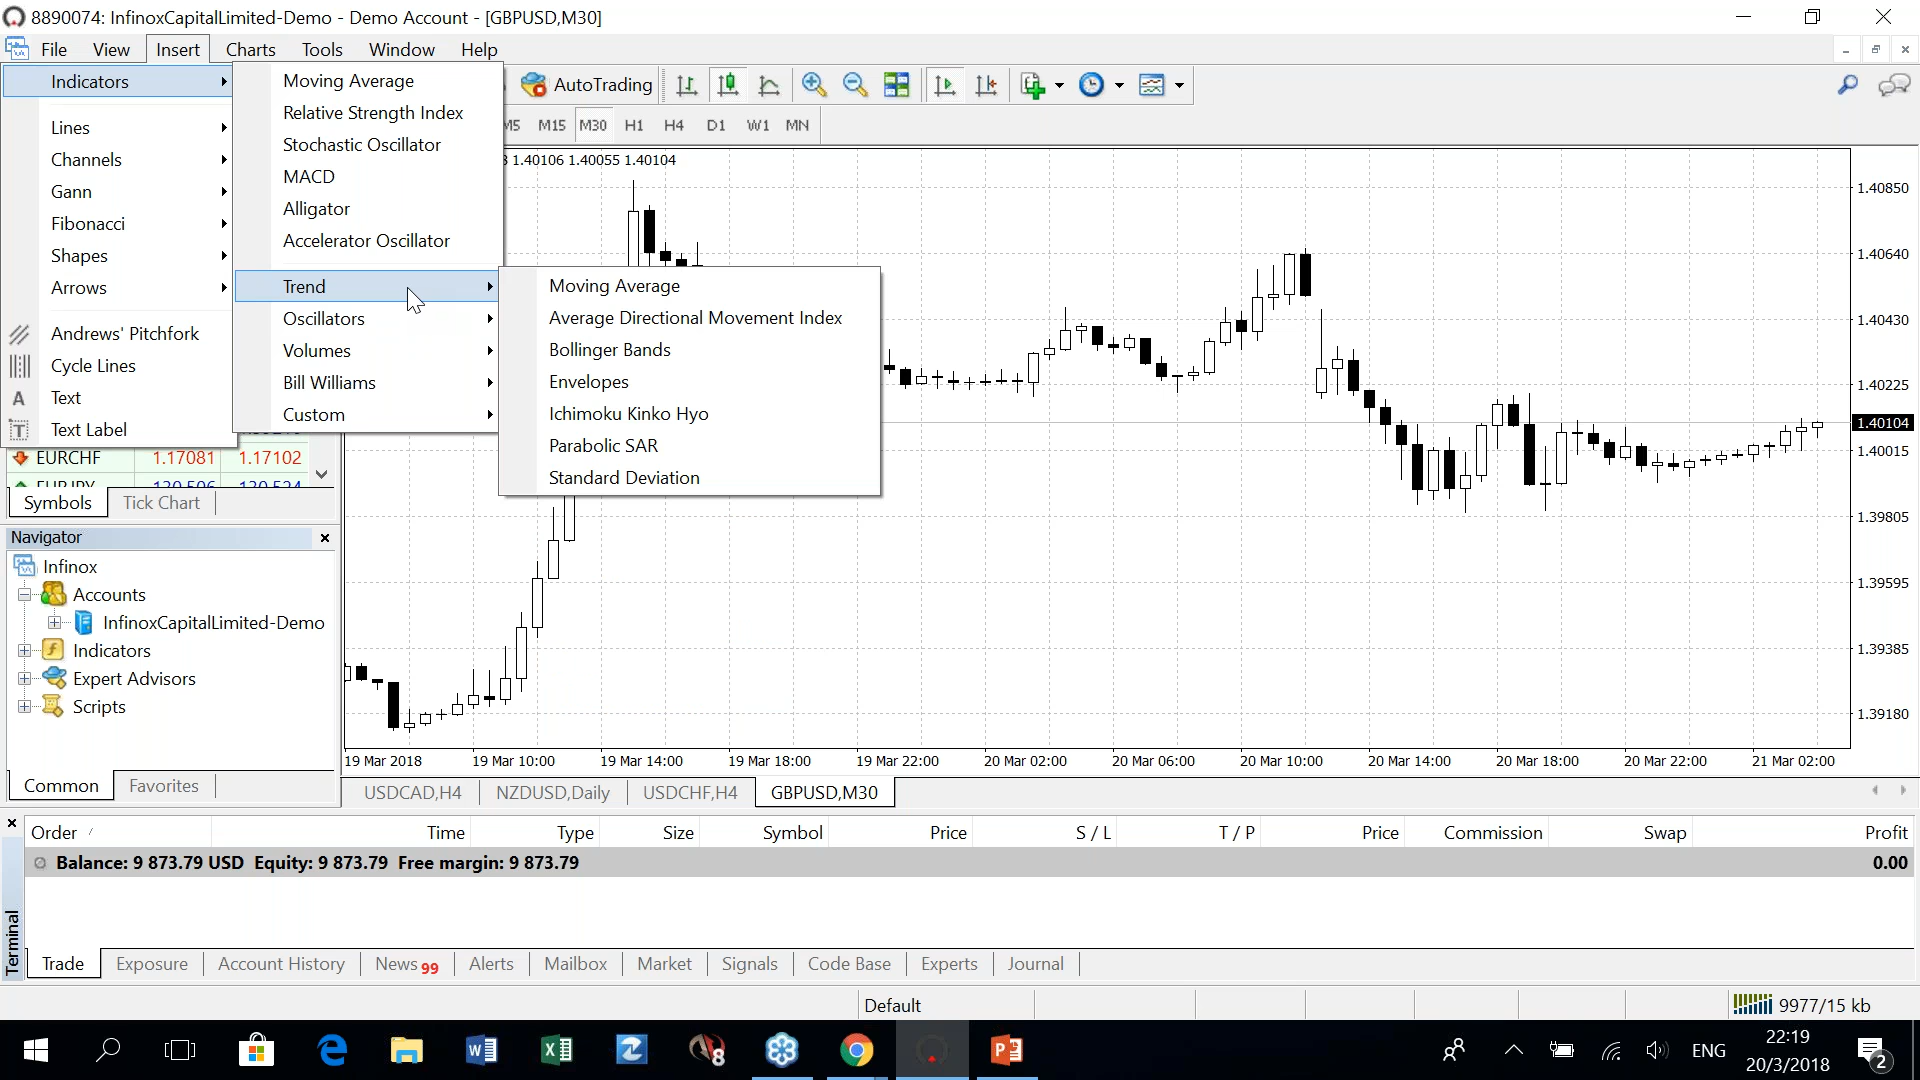 8890074: InfinoxCapitalLimited-Demo - Demo Account - [GBPUSD,M30]
File View Insert Charts Tools Window Help
Indicators
Lines
Channels
Gann
Fibonacci
Shapes
Arrows
Andrews' Pitchfork
Cycle Lines
Text
Text Label
Moving Average
Relative Strength Index
Stochastic Oscillator
MACD
Alligator
Accelerator Oscillator
Trend
Oscillators
Volumes
Bill Williams
Custom
Moving Average
Average Directional Movement Index
Bollinger Bands
Envelopes
Ichimoku Kinko Hyo
Parabolic SAR
Standard Deviation
AutoTrading
M5 M15 M30 H1 H4 D1 W1 MN
1.40106 1.40055 1.40104
1.40850
1.40640
1.40430
1.40225
1.40104
1.40015
1.39805
1.39595
1.39385
1.39180
EURCHF 1.17081 1.17102
Symbols Tick Chart
Navigator
Infinox
Accounts
InfinoxCapitalLimited-Demo
Indicators
Expert Advisors
Scripts
Common Favorites
19 Mar 2018 19 Mar 10:00 19 Mar 14:00 19 Mar 18:00 19 Mar 22:00 20 Mar 02:00 20 Mar 06:00 20 Mar 10:00 20 Mar 14:00 20 Mar 18:00 20 Mar 22:00 21 Mar 02:00
USDCAD,H4 NZDUSD,Daily USDCHF,H4 GBPUSD,M30
Order / Time Type Size Symbol Price S / L T / P Price Commission Swap Profit
Balance: 9 873.79 USD Equity: 9 873.79 Free margin: 9 873.79 0.00
Terminal
Trade Exposure Account History News 99 Alerts Mailbox Market Signals Code Base Experts Journal
Default 9977/15 kb
ENG
22:19
20/3/2018
2